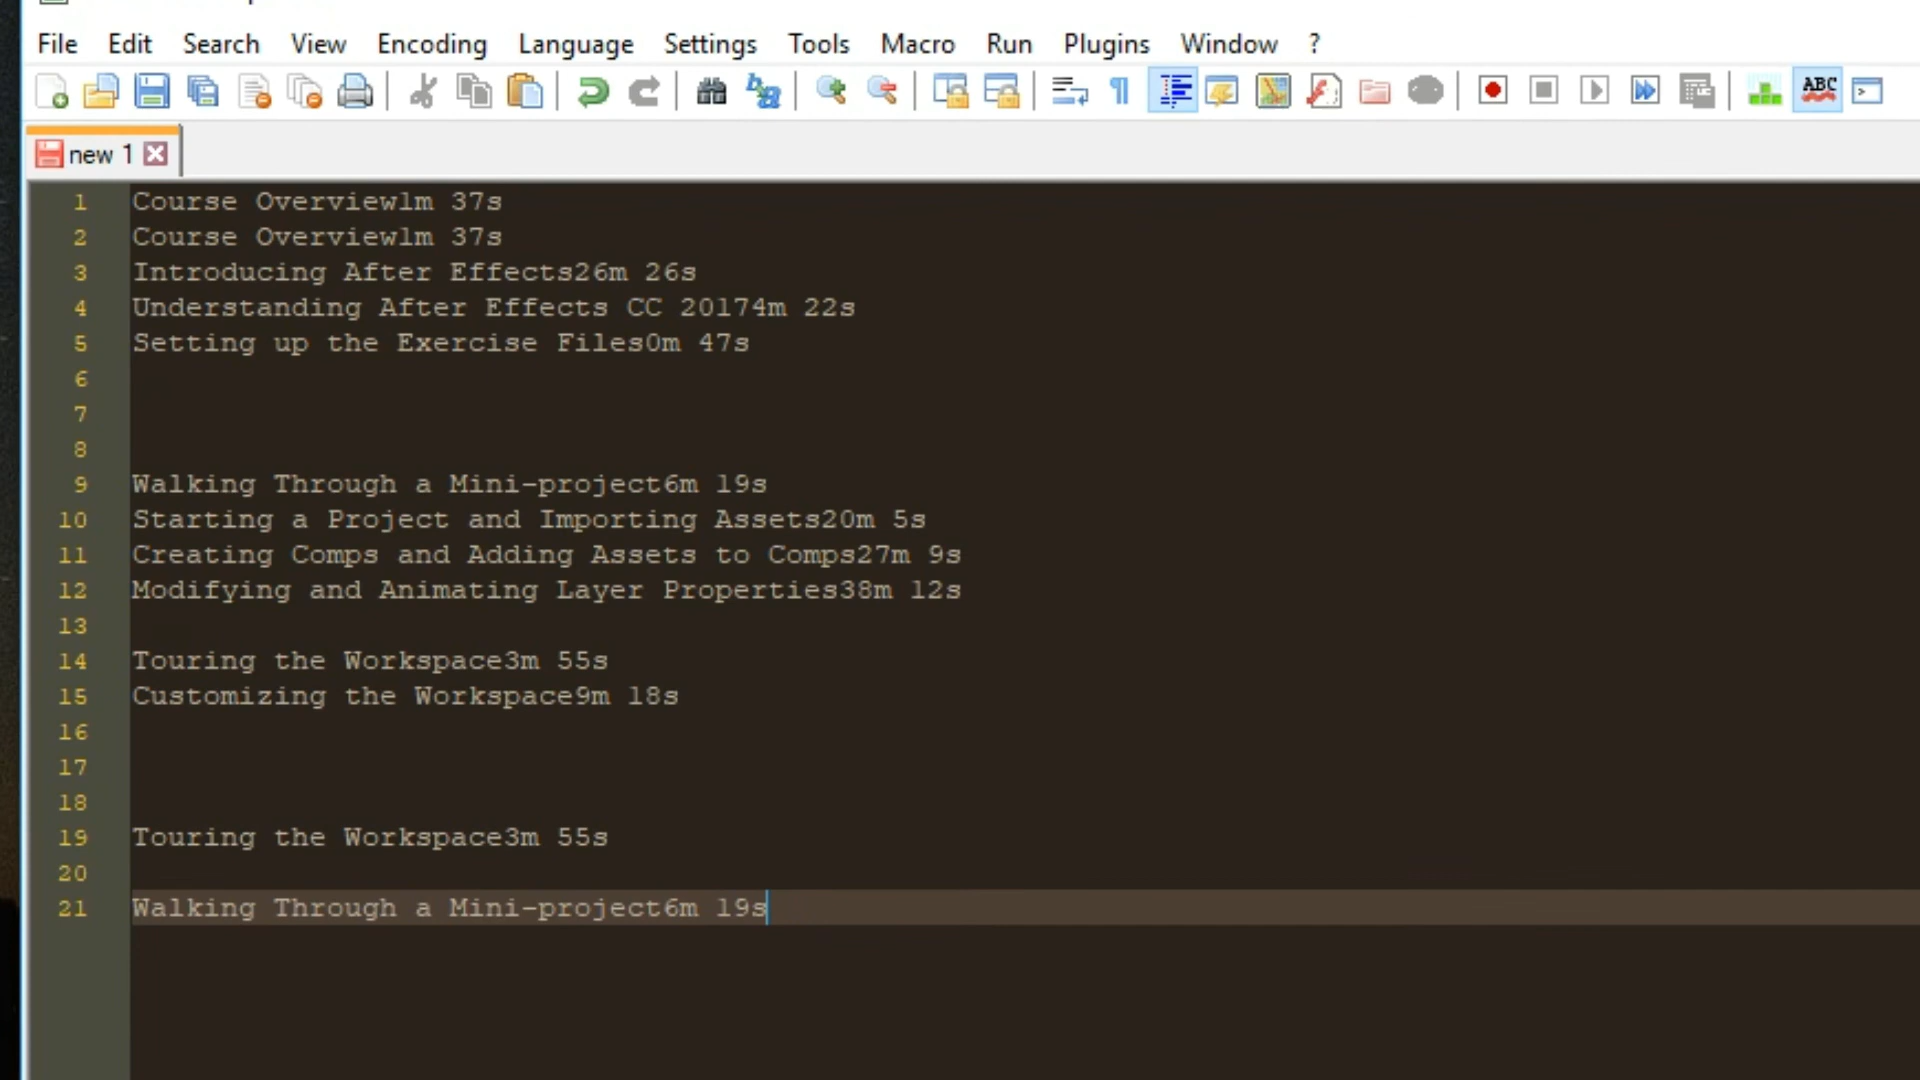 File Edit Search View Encoding Language Settings Tools Macro Run Plugins Window ?
ABC
new 1
1 Course Overview1m 37s
2 Course Overview1m 37s
3 Introducing After Effects26m 26s
4 Understanding After Effects CC 20174m 22s
5 Setting up the Exercise Files0m 47s
6
7
8
9 Walking Through a Mini-project6m 19s
10 Starting a Project and Importing Assets20m 5s
11 Creating Comps and Adding Assets to Comps27m 9s
12 Modifying and Animating Layer Properties38m 12s
13
14 Touring the Workspace3m 55s
15 Customizing the Workspace9m 18s
16
17
18
19 Touring the Workspace3m 55s
20
21 Walking Through a Mini-project6m 19s